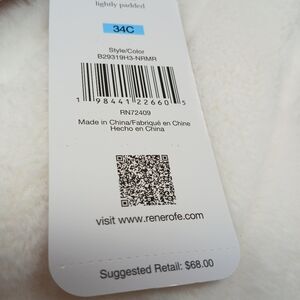 lightly padded
34C
Style/Color
B29319H3-NRMR
1 98441 22660 5
RN72409
Made in China/Fabriqué en Chine
Hecho en China
visit www.renerofe.com
Suggested Retail: $68.00